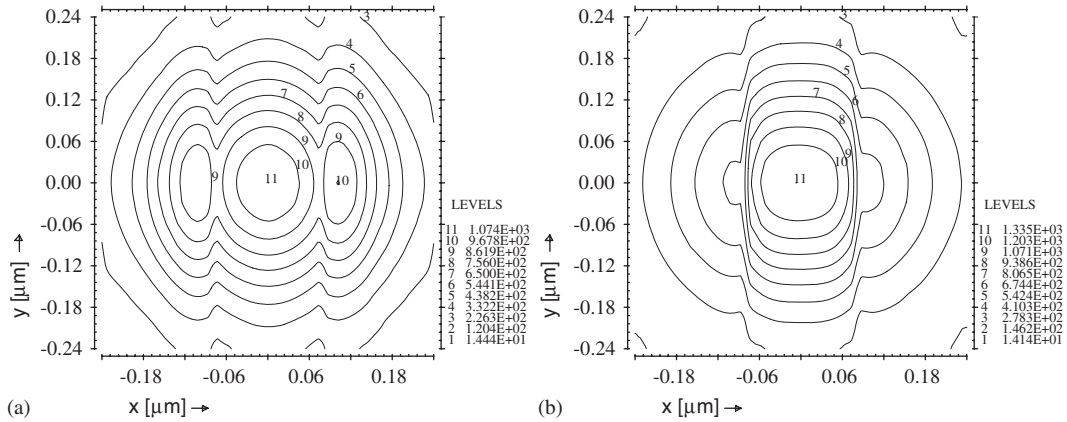 0.24
0.18
0.12
0.06
0.00
-0.06
-0.12
-0.18
-0.24
y [μm]
-0.18 -0.06 0.06 0.18
x [μm]
(a)
3
4
5
6
7
8
9
9
10
11
9
10
LEVELS
11 1.074E+03
10 9.678E+02
9 8.619E+02
8 7.560E+02
7 6.500E+02
6 5.441E+02
5 4.382E+02
4 3.322E+02
3 2.263E+02
2 1.204E+02
1 1.444E+01
0.24
0.18
0.12
0.06
0.00
-0.06
-0.12
-0.18
-0.24
y [μm]
-0.18 -0.06 0.06 0.18
x [μm]
(b)
3
4
5
7
6
9
10
11
LEVELS
11 1.335E+03
10 1.203E+03
9 1.071E+03
8 9.386E+02
7 8.065E+02
6 6.744E+02
5 5.424E+02
4 4.103E+02
3 2.783E+02
2 1.462E+02
1 1.414E+01